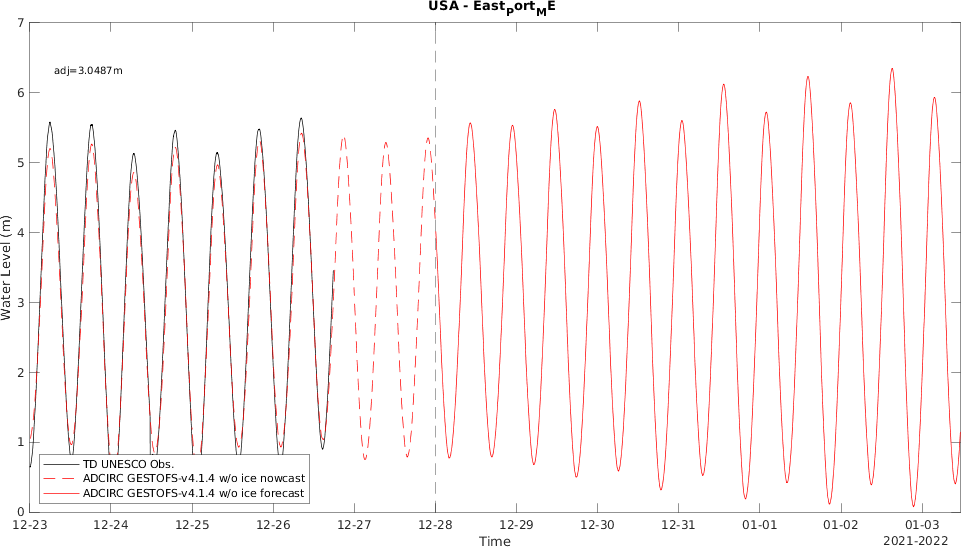 USA - EastPortME
7
adj=3.0487m
6
5
4
3
2
1
0
Water Level (m)
TD UNESCO Obs.
ADCIRC GESTOFS-v4.1.4 w/o ice nowcast
ADCIRC GESTOFS-v4.1.4 w/o ice forecast
12-23 12-24 12-25 12-26 12-27 12-28 12-29 12-30 12-31 01-01 01-02 01-03
Time
2021-2022